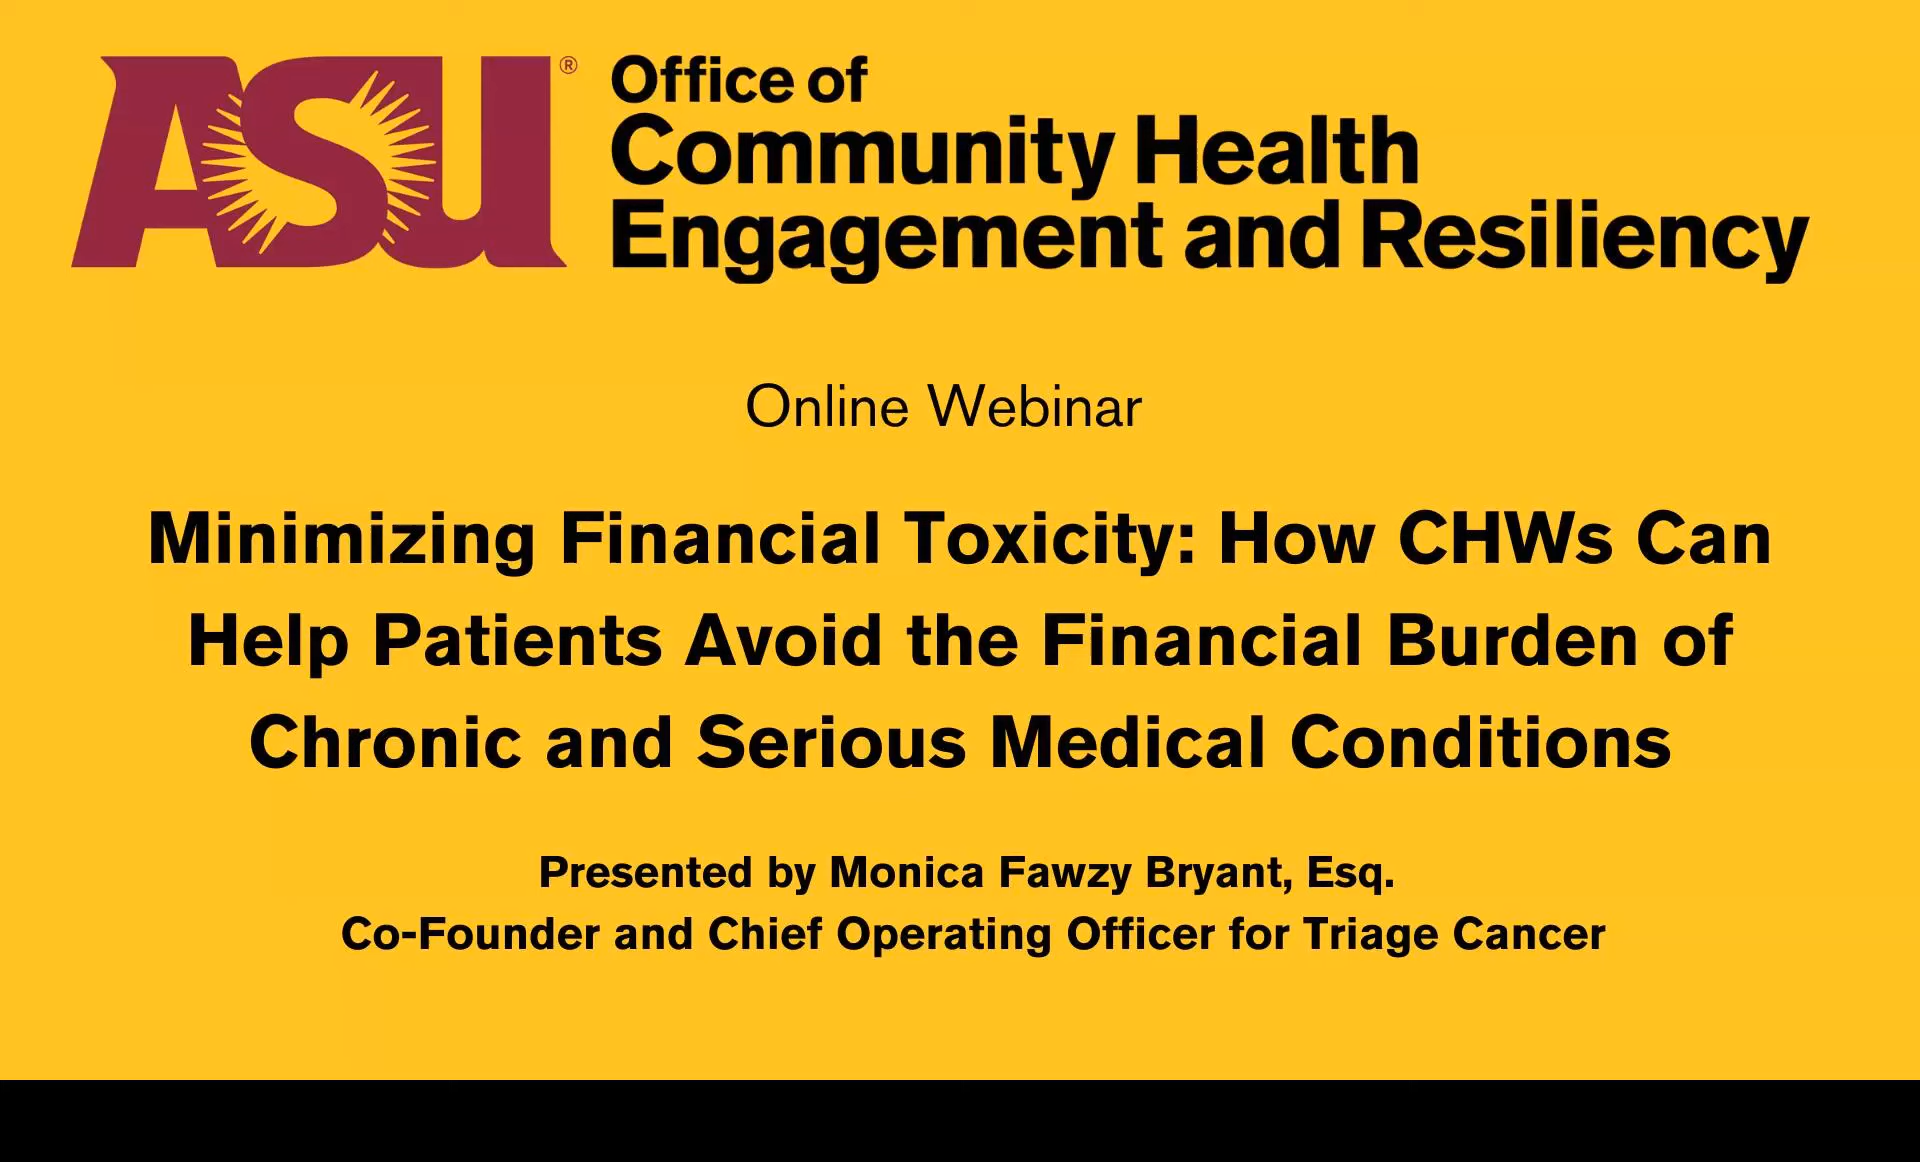 ASU® Office of
Community Health
Engagement and Resiliency
Online Webinar
Minimizing Financial Toxicity: How CHWs Can
Help Patients Avoid the Financial Burden of
Chronic and Serious Medical Conditions
Presented by Monica Fawzy Bryant, Esq.
Co-Founder and Chief Operating Officer for Triage Cancer